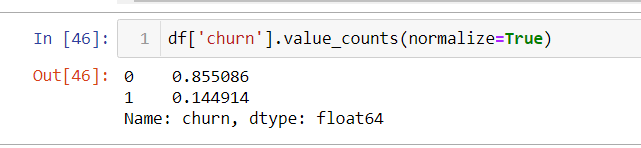 In [46]: 1 df['churn'].value_counts(normalize=True)
Out[46]: 0 0.855086
1 0.144914
Name: churn, dtype: float64